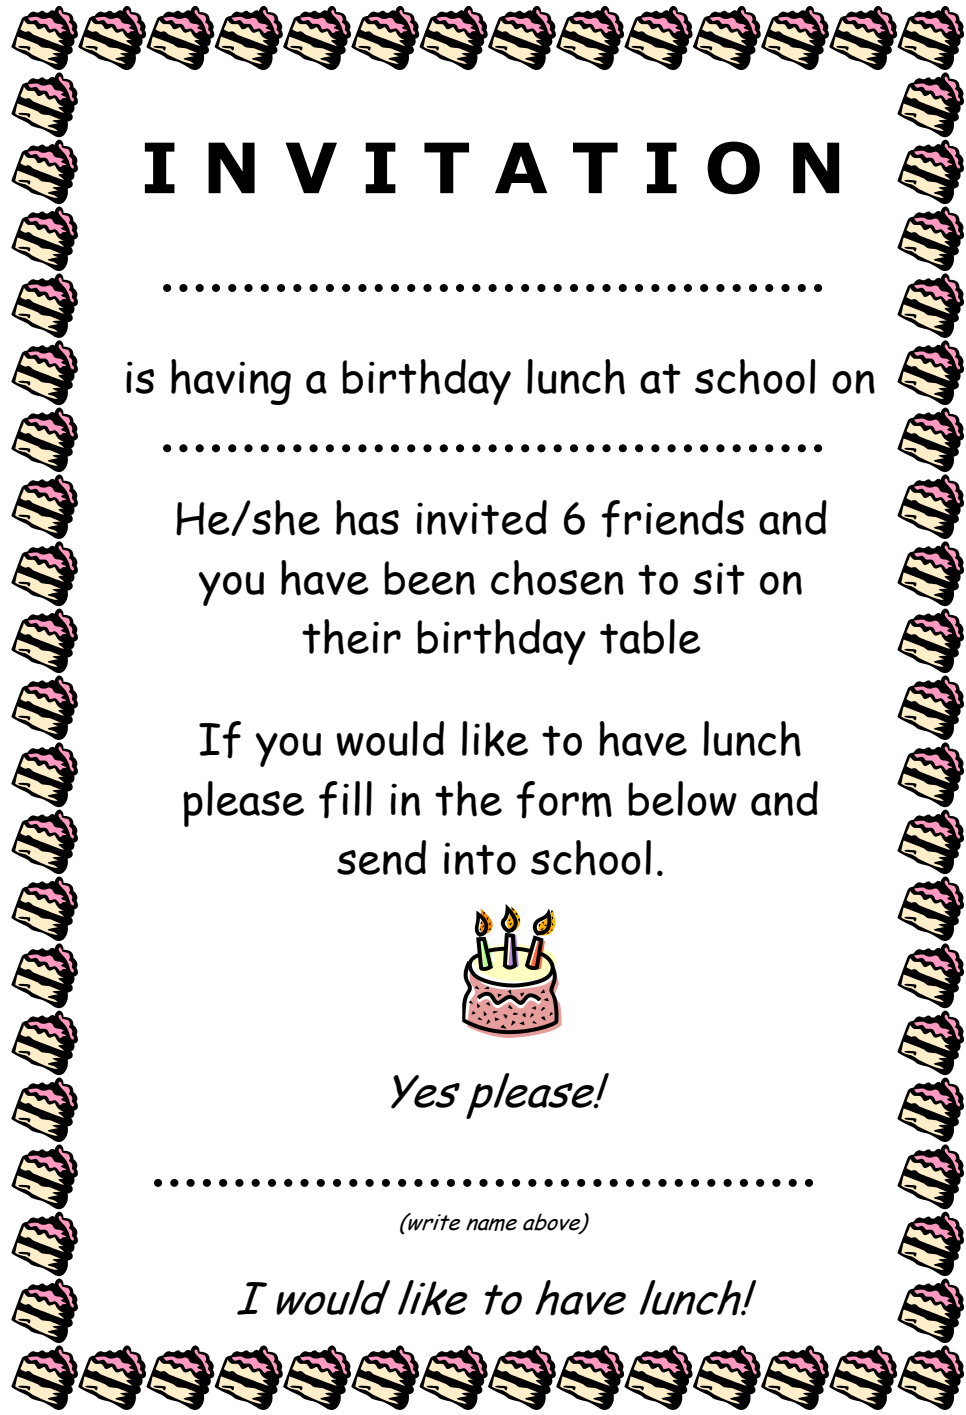 INVITATION
........................................
is having a birthday lunch at school on
........................................
He/she has invited 6 friends and
you have been chosen to sit on
their birthday table
If you would like to have lunch
please fill in the form below and
send into school.
Yes please!
........................................
(write name above)
I would like to have lunch!